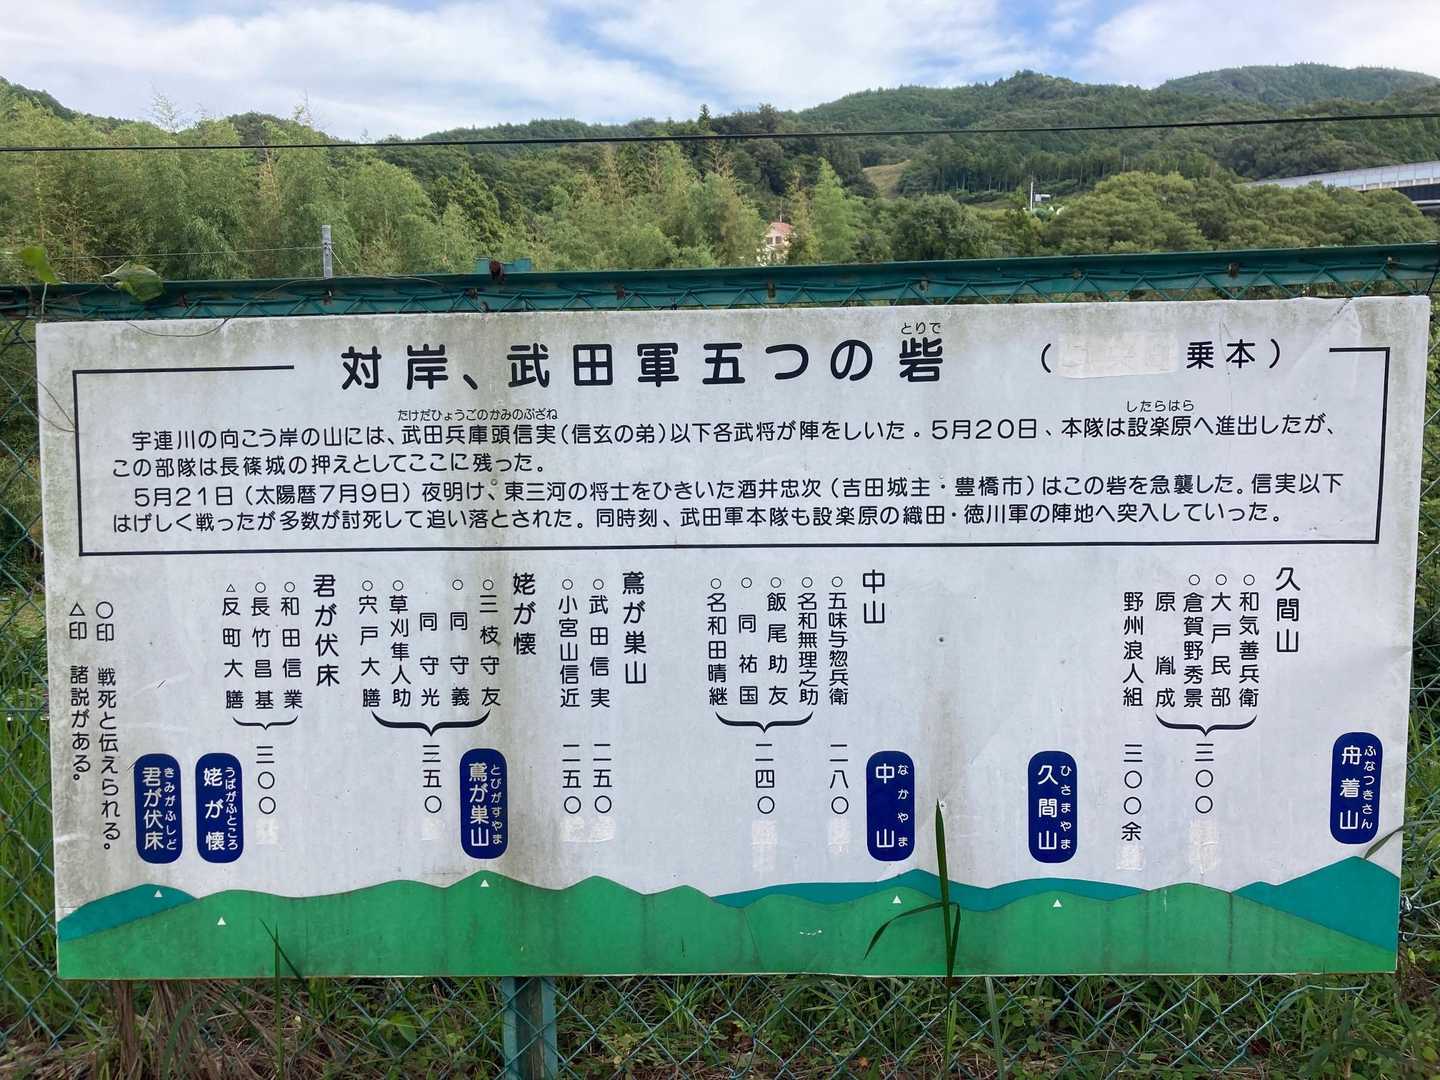 対岸、武田軍五つの砦（　乗本）
とりで
たけだひょうごのかみのぶざね
したらはら
宇連川の向こう岸の山には、武田兵庫頭信実（信玄の弟）以下各武将が陣をしいた。5月20日、本隊は設楽原へ進出したが、
この部隊は長篠城の押えとしてここに残った。
5月21日（太陽暦7月9日）夜明け、東三河の将士をひきいた酒井忠次（吉田城主・豊橋市）はこの砦を急襲した。信実以下
はげしく戦ったが多数が討死して追い落とされた。同時刻、武田軍本隊も設楽原の織田・徳川軍の陣地へ突入していった。
久間山
○和気善兵衛
○大戸民部
○倉賀野秀景
原胤成
三〇〇
野州浪人組　三〇〇余
中山
○五味与惣兵衛　二八〇
○名和無理之助
○飯尾助友
○同祐国
○名和田晴継
二四〇
鳶が巣山
○武田信実　二五〇
○小宮山信近　二五〇
姥が懐
○三枝守友
○同守義
同守光
○草刈隼人助
○宍戸大膳
三五〇
君が伏床
○和田信業
○長竹昌基
△反町大膳
三〇〇
○印　戦死と伝えられる。
△印　諸説がある。
舟着山
ふなつきさん
久間山
ひさまやま
中山
なかやま
鳶が巣山
とびがすやま
姥が懐
うばがふところ
君が伏床
きみがふしど